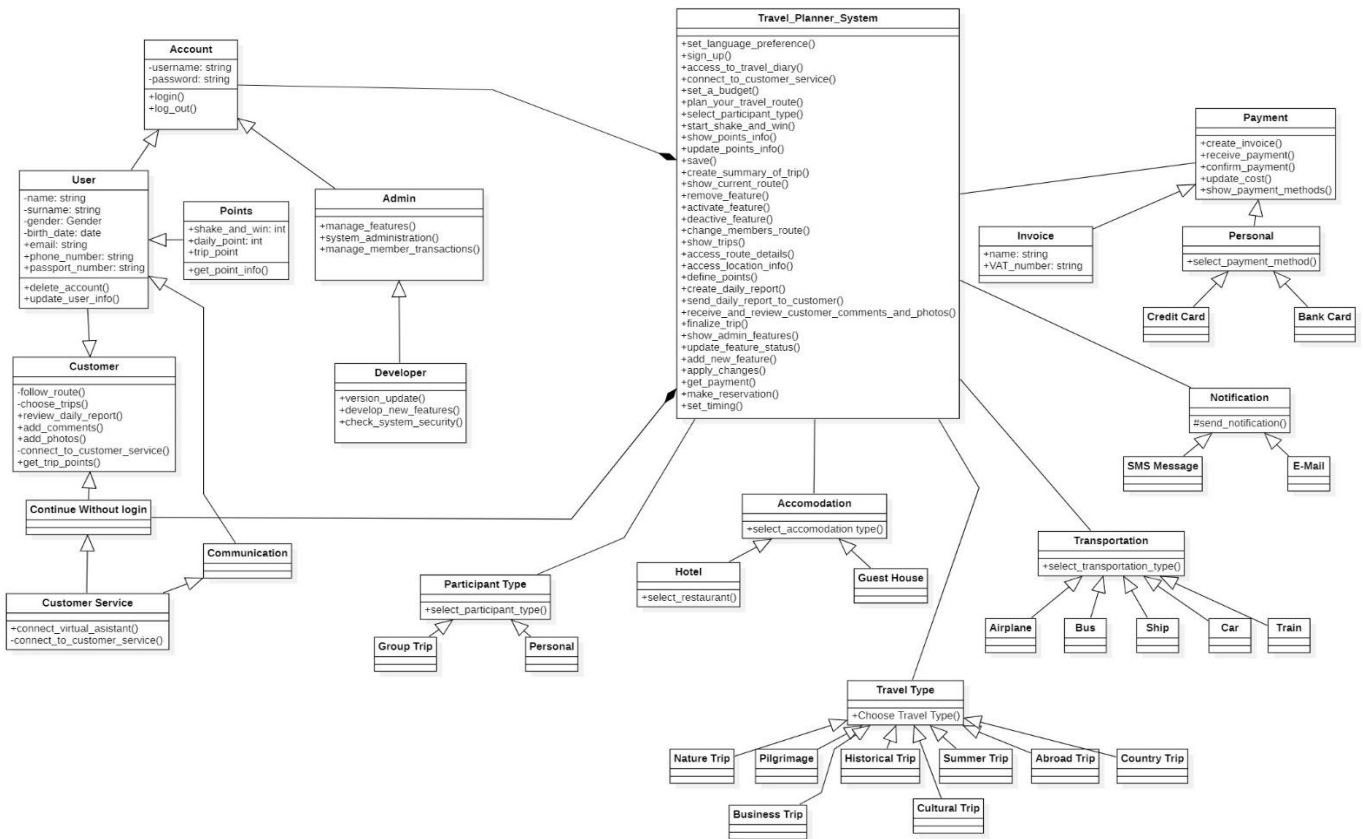 Travel_Planner_System
+set_language_preference()
+sign_up()
+access_to_travel_diary()
+connect_to_customer_service()
+set_a_budget()
+plan_your_travel_route()
+select_participant_type()
+start_shake_and_win()
+show_points_info()
+update_points_info()
+save()
+create_summary_of_trip()
+show_current_route()
+remove_feature()
+activate_feature()
+deactive_feature()
+change_members_route()
+show_trips()
+access_route_details()
+access_location_info()
+define_points()
+create_daily_report()
+send_daily_report_to_customer()
+receive_and_review_customer_comments_and_photos()
+finalize_trip()
+show_admin_features()
+update_feature_status()
+add_new_feature()
+apply_changes()
+get_payment()
+make_reservation()
+set_timing()
Account
-username: string
-password: string
+login()
+log_out()
User
-name: string
-surname: string
-gender: Gender
-birth_date: date
+email: string
+phone_number: string
+passport_number: string
+delete_account()
+update_user_info()
Points
+shake_and_win: int
+daily_point: int
+trip_point
+get_point_info()
Admin
+manage_features()
+system_administration()
+manage_member_transactions()
Developer
+version_update()
+develop_new_features()
+check_system_security()
Customer
-follow_route()
-choose_trips()
+review_daily_report()
+add_comments()
+add_photos()
-connect_to_customer_service()
+get_trip_points()
Continue Without login
Communication
Customer Service
+connect_virtual_asistant()
-connect_to_customer_service()
Payment
+create_invoice()
+receive_payment()
+confirm_payment()
+update_cost()
+show_payment_methods()
Invoice
+name: string
+VAT_number: string
Personal
+select_payment_method()
Credit Card
Bank Card
Notification
#send_notification()
SMS Message
E-Mail
Accomodation
+select_accomodation type()
Hotel
+select_restaurant()
Guest House
Transportation
+select_transportation_type()
Airplane
Bus
Ship
Car
Train
Participant Type
+select_participant_type()
Group Trip
Personal
Travel Type
+Choose Travel Type()
Nature Trip
Pilgrimage
Historical Trip
Summer Trip
Abroad Trip
Country Trip
Business Trip
Cultural Trip